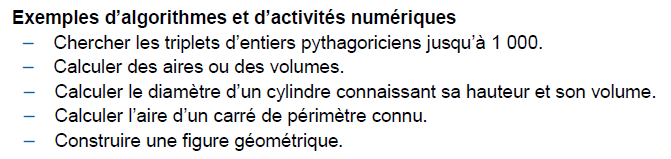 Exemples d’algorithmes et d’activités numériques
– Chercher les triplets d’entiers pythagoriciens jusqu’à 1 000.
– Calculer des aires ou des volumes.
– Calculer le diamètre d’un cylindre connaissant sa hauteur et son volume.
– Calculer l’aire d’un carré de périmètre connu.
– Construire une figure géométrique.